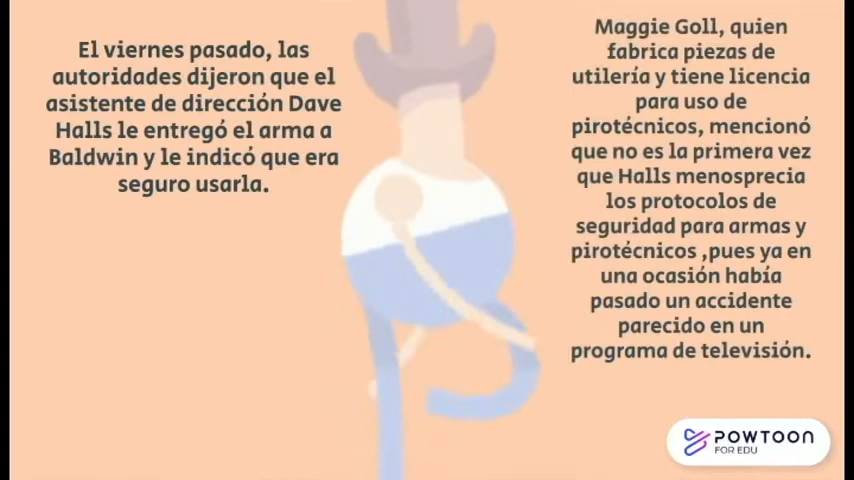 El viernes pasado, las
autoridades dijeron que el
asistente de dirección Dave
Halls le entregó el arma a
Baldwin y le indicó que era
seguro usarla.
Maggie Goll, quien
fabrica piezas de
utilería y tiene licencia
para uso de
pirotécnicos, mencionó
que no es la primera vez
que Halls menosprecia
los protocolos de
seguridad para armas y
pirotécnicos ,pues ya en
una ocasión había
pasado un accidente
parecido en un
programa de televisión.
POWTOON
FOR EDU